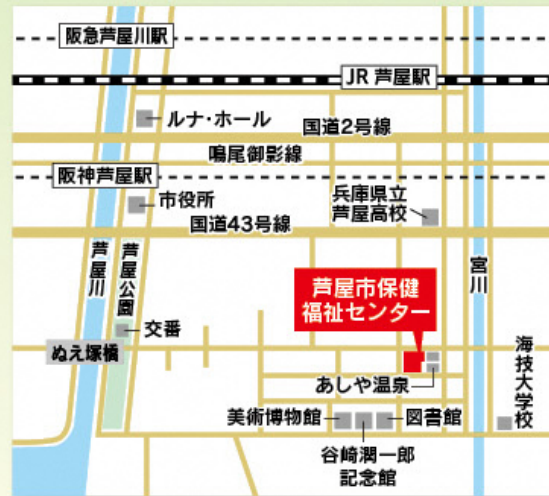 阪急芦屋川駅
JR 芦屋駅
ルナ・ホール
国道2号線
鳴尾御影線
阪神芦屋駅
市役所
兵庫県立
芦屋高校
国道43号線
芦屋川
芦屋公園
宮川
芦屋市保健
福祉センター
交番
ぬえ塚橋
海技大学校
あしや温泉
美術博物館
図書館
谷崎潤一郎
記念館